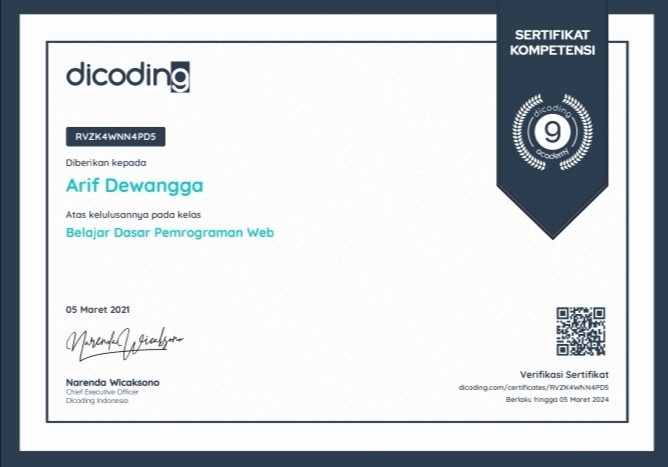 SERTIFIKAT
KOMPETENSI
dicoding
dicoding
9
academy
RVZK4WNN4PD5
Diberikan kepada
Arif Dewangga
Atas kelulusannya pada kelas
Belajar Dasar Pemrograman Web
05 Maret 2021
Narenda Wicaksono
Narenda Wicaksono
Chief Executive Officer
Dicoding Indonesia
Verifikasi Sertifikat
dicoding.com/certificates/RVZK4WNN4PD5
Berlaku hingga 05 Maret 2024